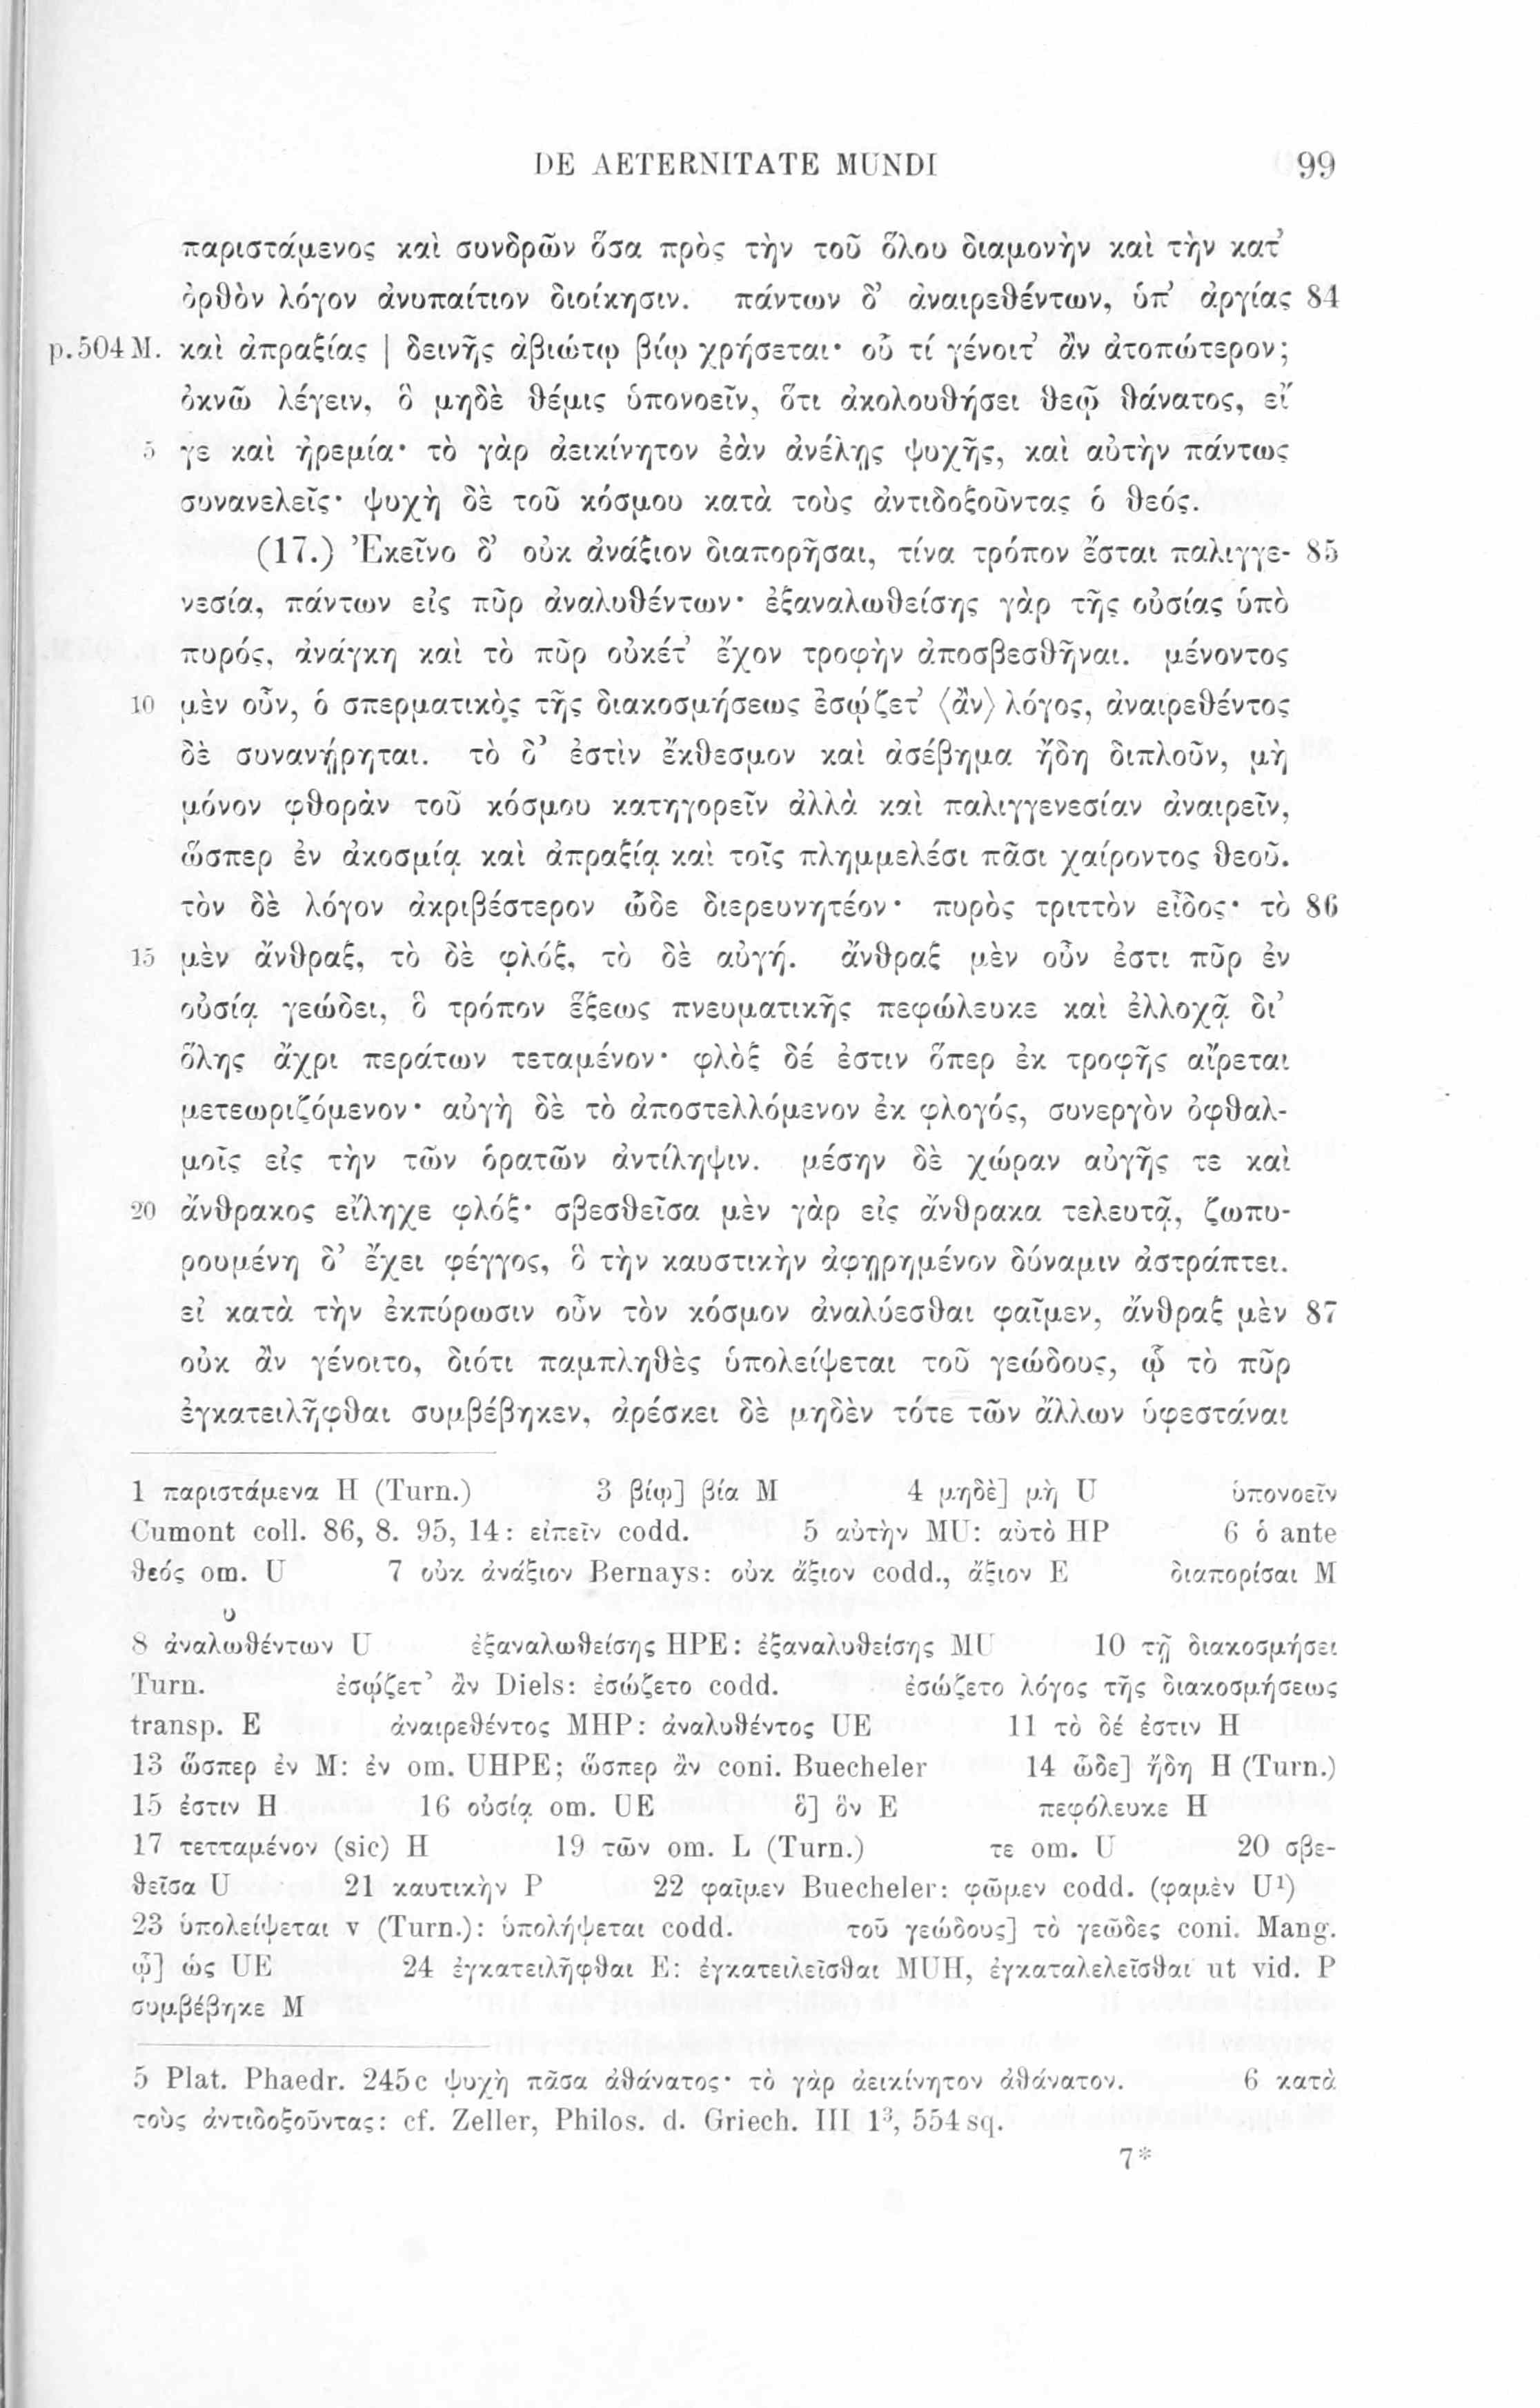 DE AETERNITATE MUNDI 99
παριστάμενος καὶ συνδρῶν ὅσα πρὸς τὴν τοῦ ὅλου διαμονὴν καὶ τὴν κατ’
ὀρθὸν λόγον ἀνυπαίτιον διοίκησιν. πάντων δ’ ἀναιρεθέντων, ὑπ’ ἀργίας 84
p.504 M. καὶ ἀπραξίας | δεινῆς ἀβιώτῳ βίῳ χρήσεται· οὗ τί γένοιτ’ ἂν ἀτοπώτερον;
ὀκνῶ λέγειν, ὃ μηδὲ θέμις ὑπονοεῖν, ὅτι ἀκολουθήσει θεῷ θάνατος, εἴ
5 γε καὶ ἠρεμία· τὸ γὰρ ἀεικίνητον ἐὰν ἀνέλῃς ψυχῆς, καὶ αὐτὴν πάντως
συνανελεῖς· ψυχὴ δὲ τοῦ κόσμου κατὰ τοὺς ἀντιδοξοῦντας ὁ θεός.
(17.) Ἐκεῖνο δ’ οὐκ ἀνάξιον διαπορῆσαι, τίνα τρόπον ἔσται παλιγγε- 85
νεσία, πάντων εἰς πῦρ ἀναλυθέντων· ἐξαναλωθείσης γὰρ τῆς οὐσίας ὑπὸ
πυρός, ἀνάγκη καὶ τὸ πῦρ οὐκέτ’ ἔχον τροφὴν ἀποσβεσθῆναι. μένοντος
10 μὲν οὖν, ὁ σπερματικὸς τῆς διακοσμήσεως ἐσῴζετ’ ⟨ἂν⟩ λόγος, ἀναιρεθέντος
δὲ συνανῄρηται. τὸ δ’ ἐστὶν ἔκθεσμον καὶ ἀσέβημα ἤδη διπλοῦν, μὴ
μόνον φθορὰν τοῦ κόσμου κατηγορεῖν ἀλλὰ καὶ παλιγγενεσίαν ἀναιρεῖν,
ὥσπερ ἐν ἀκοσμίᾳ καὶ ἀπραξίᾳ καὶ τοῖς πλημμελέσι πᾶσι χαίροντος θεοῦ.
τὸν δὲ λόγον ἀκριβέστερον ὧδε διερευνητέον· πυρὸς τριττὸν εἶδος· τὸ 86
15 μὲν ἄνθραξ, τὸ δὲ φλόξ, τὸ δὲ αὐγή. ἄνθραξ μὲν οὖν ἐστι πῦρ ἐν
οὐσίᾳ γεώδει, ὃ τρόπον ἕξεως πνευματικῆς πεφώλευκε καὶ ἐλλοχᾷ δι’
ὅλης ἄχρι περάτων τεταμένον· φλὸξ δέ ἐστιν ὅπερ ἐκ τροφῆς αἴρεται
μετεωριζόμενον· αὐγὴ δὲ τὸ ἀποστελλόμενον ἐκ φλογός, συνεργὸν ὀφθαλ-
μοῖς εἰς τὴν τῶν ὁρατῶν ἀντίληψιν. μέσην δὲ χώραν αὐγῆς τε καὶ
20 ἄνθρακος εἴληχε φλόξ· σβεσθεῖσα μὲν γὰρ εἰς ἄνθρακα τελευτᾷ, ζωπυ-
ρουμένη δ’ ἔχει φέγγος, ὃ τὴν καυστικὴν ἀφῃρημένον δύναμιν ἀστράπτει.
εἰ κατὰ τὴν ἐκπύρωσιν οὖν τὸν κόσμον ἀναλύεσθαι φαῖμεν, ἄνθραξ μὲν 87
οὐκ ἂν γένοιτο, διότι παμπληθὲς ὑπολείψεται τοῦ γεώδους, ᾧ τὸ πῦρ
ἐγκατειλῆφθαι συμβέβηκεν, ἀρέσκει δὲ μηδὲν τότε τῶν ἄλλων ὑφεστάναι
1 παριστάμενα H (Turn.) 3 βίῳ] βία M 4 μηδὲ] μὴ U ὑπονοεῖν
Cumont coll. 86, 8. 95, 14: εἰπεῖν codd. 5 αὐτὴν MU: αὐτὸ HP 6 ὁ ante
θεός om. U 7 οὐκ ἀνάξιον Bernays: οὐκ ἄξιον codd., ἄξιον E διαπορίσαι M
υ
8 ἀναλωθέντων U ἐξαναλωθείσης HPE: ἐξαναλυθείσης MU 10 τῇ διακοσμήσει
Turn. ἐσῴζετ’ ἂν Diels: ἐσώζετο codd. ἐσώζετο λόγος τῆς διακοσμήσεως
transp. E ἀναιρεθέντος MHP: ἀναλυθέντος UE 11 τὸ δέ ἐστιν H
13 ὥσπερ ἐν M: ἐν om. UHPE; ὥσπερ ἂν coni. Buecheler 14 ὧδε] ἤδη H (Turn.)
15 ἐστιν H 16 οὐσίᾳ om. UE ὃ] ὃν E πεφόλευκε H
17 τετταμένον (sic) H 19 τῶν om. L (Turn.) τε om. U 20 σβε-
θεῖσα U 21 καυτικὴν P 22 φαῖμεν Buecheler: φῶμεν codd. (φαμὲν U¹)
23 ὑπολείψεται v (Turn.): ὑπολήψεται codd. τοῦ γεώδους] τὸ γεῶδες coni. Mang.
ᾧ] ὡς UE 24 ἐγκατειλῆφθαι E: ἐγκατειλεῖσθαι MUH, ἐγκαταλελεῖσθαι ut vid. P
συμβέβηκε M
5 Plat. Phaedr. 245c ψυχὴ πᾶσα ἀθάνατος· τὸ γὰρ ἀεικίνητον ἀθάνατον. 6 κατὰ
τοὺς ἀντιδοξοῦντας: cf. Zeller, Philos. d. Griech. III 1³, 554 sq.
7*